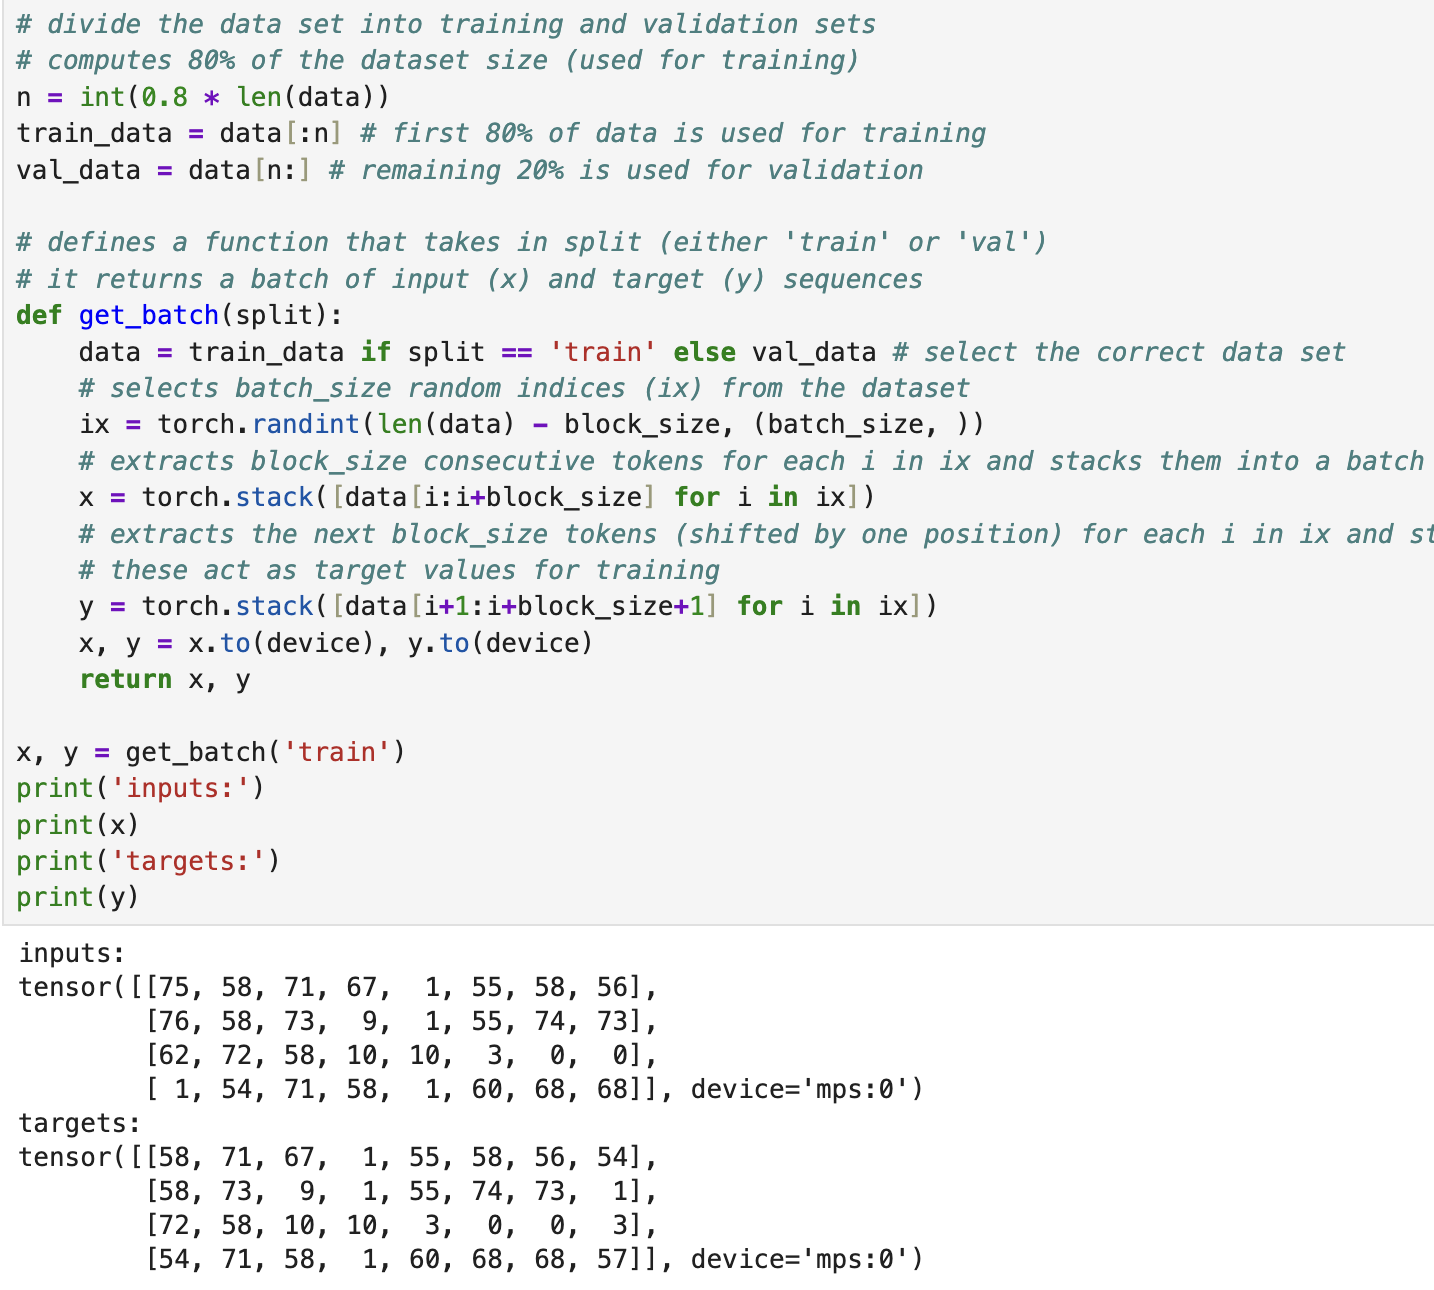 # divide the data set into training and validation sets
# computes 80% of the dataset size (used for training)
n = int(0.8 * len(data))
train_data = data[:n] # first 80% of data is used for training
val_data = data[n:] # remaining 20% is used for validation

# defines a function that takes in split (either 'train' or 'val')
# it returns a batch of input (x) and target (y) sequences
def get_batch(split):
    data = train_data if split == 'train' else val_data # select the correct data set
    # selects batch_size random indices (ix) from the dataset
    ix = torch.randint(len(data) - block_size, (batch_size, ))
    # extracts block_size consecutive tokens for each i in ix and stacks them into a batch
    x = torch.stack([data[i:i+block_size] for i in ix])
    # extracts the next block_size tokens (shifted by one position) for each i in ix and st
    # these act as target values for training
    y = torch.stack([data[i+1:i+block_size+1] for i in ix])
    x, y = x.to(device), y.to(device)
    return x, y

x, y = get_batch('train')
print('inputs:')
print(x)
print('targets:')
print(y)
inputs:
tensor([[75, 58, 71, 67,  1, 55, 58, 56],
        [76, 58, 73,  9,  1, 55, 74, 73],
        [62, 72, 58, 10, 10,  3,  0,  0],
        [ 1, 54, 71, 58,  1, 60, 68, 68]], device='mps:0')
targets:
tensor([[58, 71, 67,  1, 55, 58, 56, 54],
        [58, 73,  9,  1, 55, 74, 73,  1],
        [72, 58, 10, 10,  3,  0,  0,  3],
        [54, 71, 58,  1, 60, 68, 68, 57]], device='mps:0')